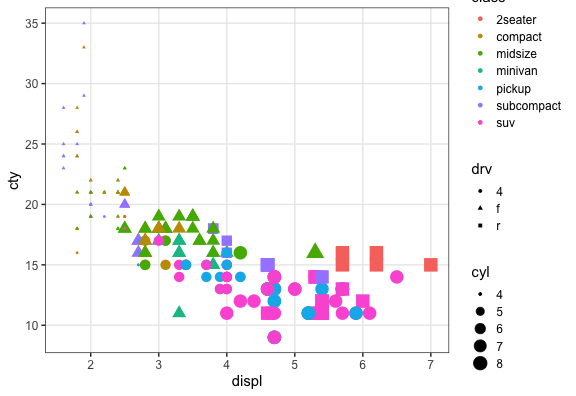 class
2seater
compact
midsize
minivan
pickup
subcompact
suv
drv
4
f
r
cyl
4
5
6
7
8
35
30
25
20
15
10
cty
2
3
4
5
6
7
displ